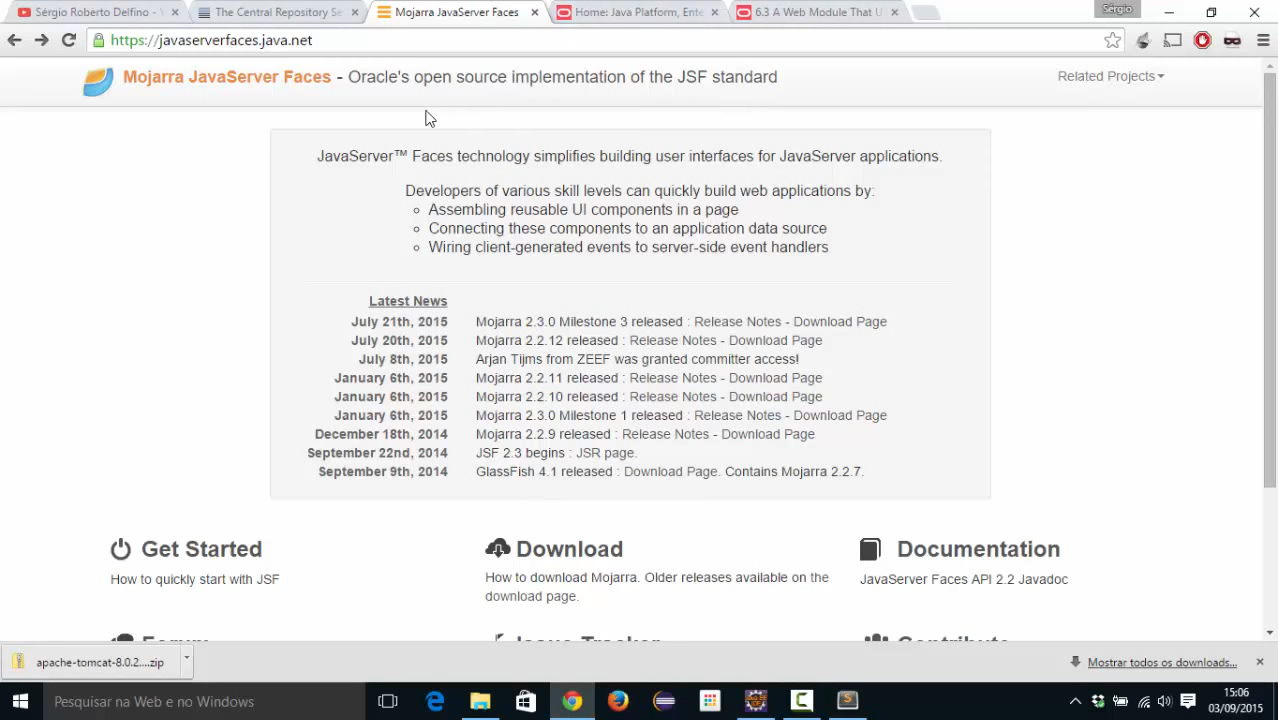 Sérgio Roberto Delfino -
The Central Repository Se
Mojarra JavaServer Faces
Home: Java Platform, Ente
6.3 A Web Module That U
Sérgio
https://javaserverfaces.java.net
Mojarra JavaServer Faces - Oracle's open source implementation of the JSF standard
Related Projects
JavaServer™ Faces technology simplifies building user interfaces for JavaServer applications.
Developers of various skill levels can quickly build web applications by:
Assembling reusable UI components in a page
Connecting these components to an application data source
Wiring client-generated events to server-side event handlers
Latest News
July 21th, 2015 Mojarra 2.3.0 Milestone 3 released : Release Notes - Download Page
July 20th, 2015 Mojarra 2.2.12 released : Release Notes - Download Page
July 8th, 2015 Arjan Tijms from ZEEF was granted committer access!
January 6th, 2015 Mojarra 2.2.11 released : Release Notes - Download Page
January 6th, 2015 Mojarra 2.2.10 released : Release Notes - Download Page
January 6th, 2015 Mojarra 2.3.0 Milestone 1 released : Release Notes - Download Page
December 18th, 2014 Mojarra 2.2.9 released : Release Notes - Download Page
September 22nd, 2014 JSF 2.3 begins : JSR page.
September 9th, 2014 GlassFish 4.1 released : Download Page. Contains Mojarra 2.2.7.
Get Started
How to quickly start with JSF
Download
How to download Mojarra. Older releases available on the
download page.
Documentation
JavaServer Faces API 2.2 Javadoc
Forum
Issue Tracker
Contribute
apache-tomcat-8.0.2....zip
Mostrar todos os downloads...
Pesquisar na Web e no Windows
15:06
03/09/2015